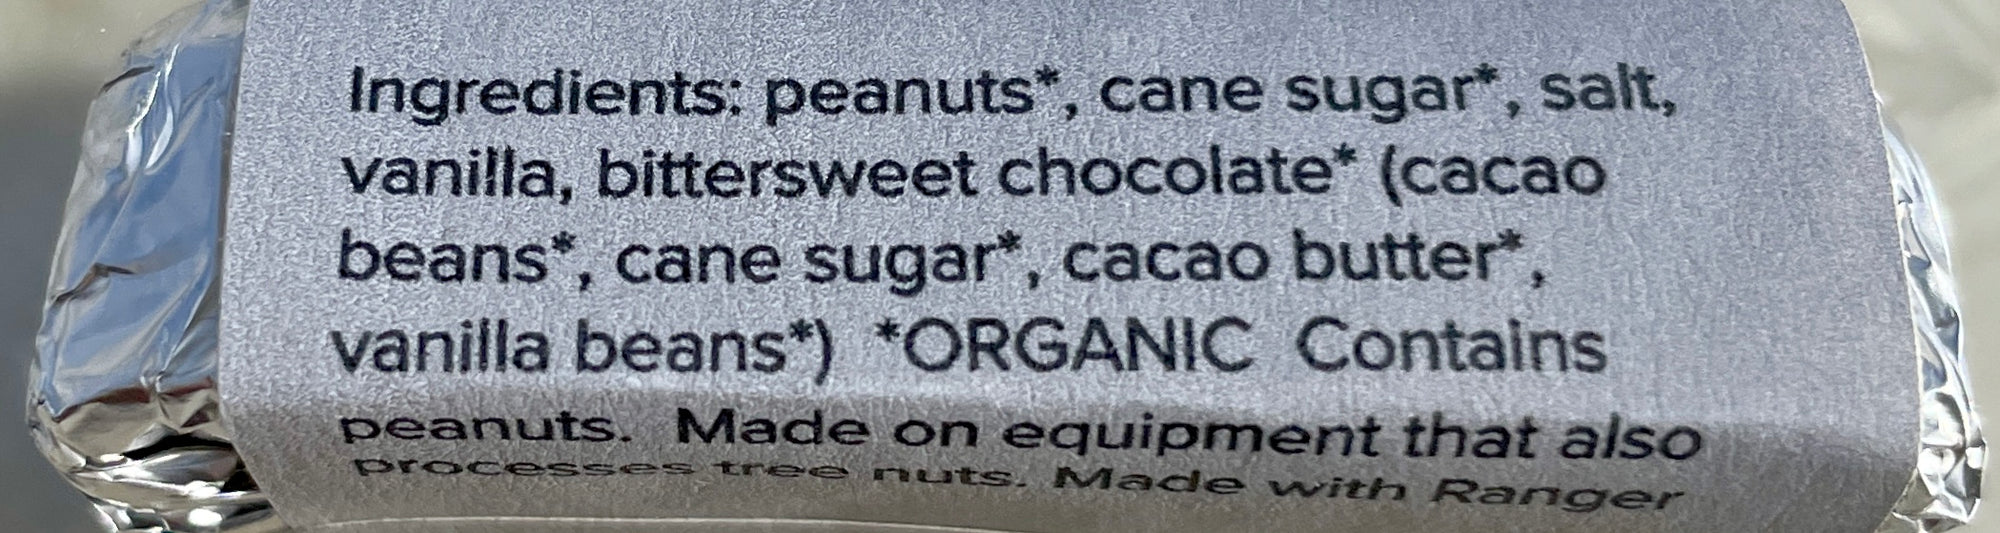 Ingredients: peanuts*, cane sugar*, salt,
vanilla, bittersweet chocolate* (cacao
beans*, cane sugar*, cacao butter*,
vanilla beans*) *ORGANIC Contains
peanuts. Made on equipment that also
processes tree nuts. Made with Ranger